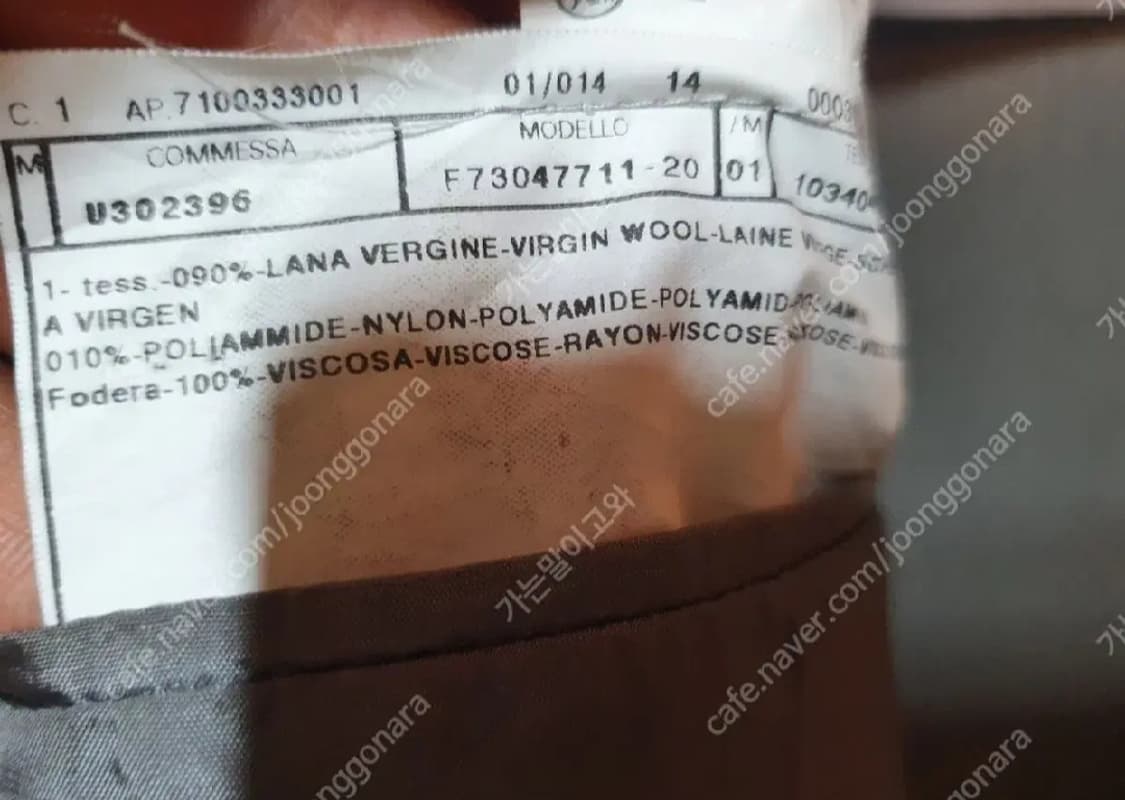 C. 1 AP.7100333001 01/014 14
M COMMESSA MODELLO /M
U302396 F73047711-20 01
1- tess.-090%-LANA VERGINE-VIRGIN WOOL-LAINE
A VIRGEN
010%-POLIAMMIDE-NYLON-POLYAMIDE-POLYAMID
Fodera-100%-VISCOSA-VISCOSE-RAYON-VISCOSE
cafe.naver.com/joonggonara
가는말이고와